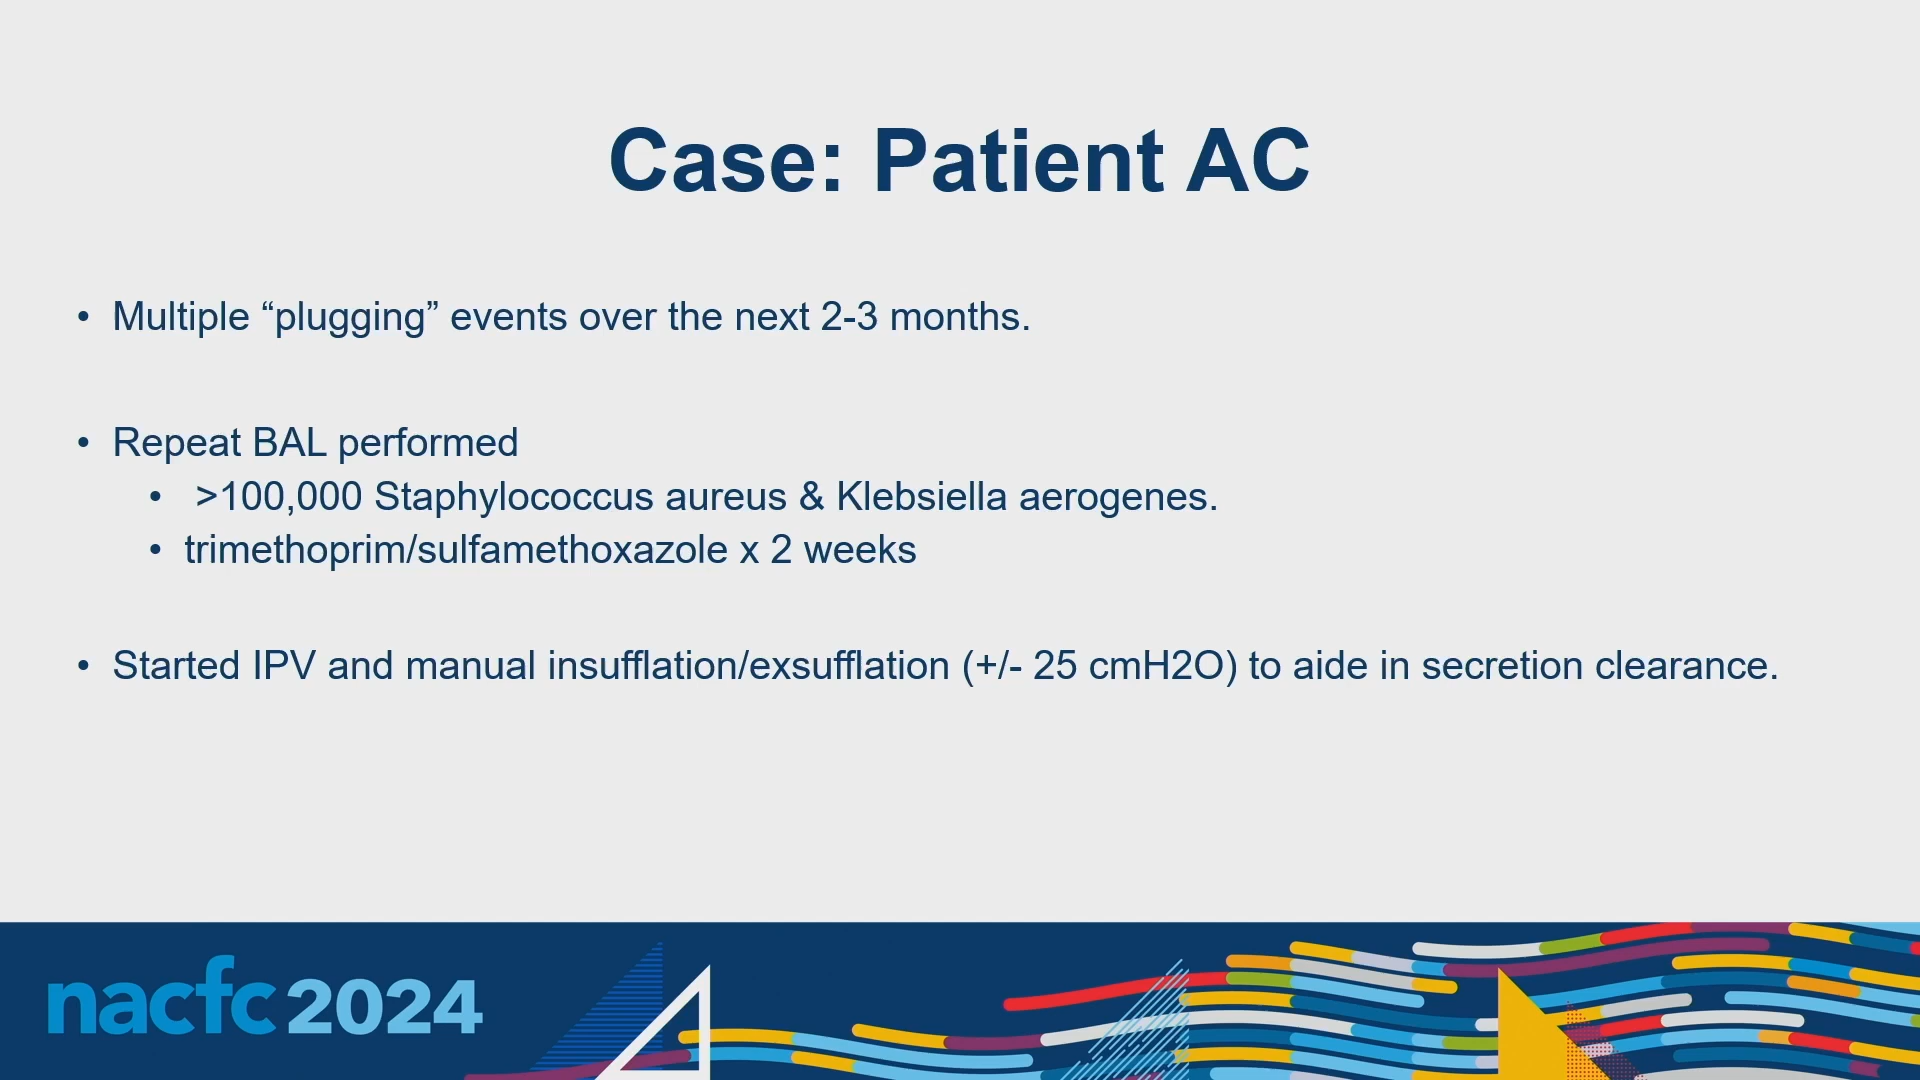 Case: Patient AC
• Multiple “plugging” events over the next 2-3 months.
• Repeat BAL performed
• >100,000 Staphylococcus aureus & Klebsiella aerogenes.
• trimethoprim/sulfamethoxazole x 2 weeks
• Started IPV and manual insufflation/exsufflation (+/- 25 cmH2O) to aide in secretion clearance.
nacfc 2024